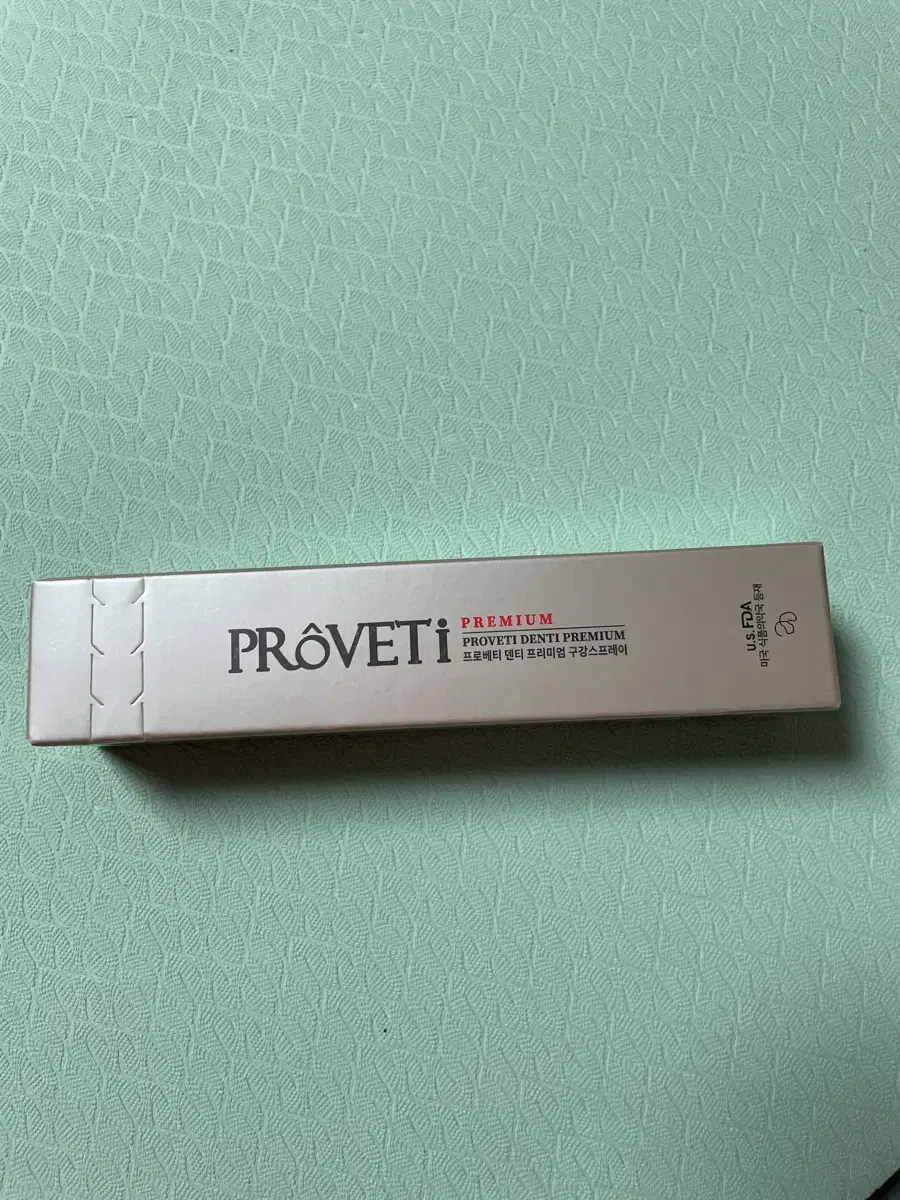 PRôVETi
PREMIUM
PROVETI DENTI PREMIUM
프로베티 덴티 프리미엄 구강스프레이
U.S. FDA
미국 식품의약국 등재